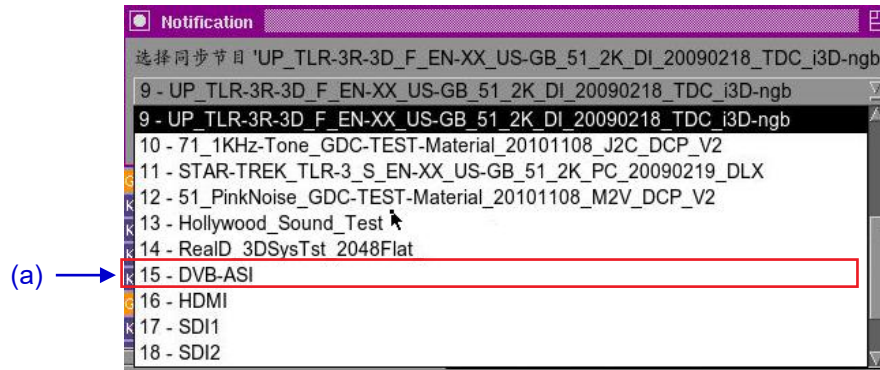 Notification
选择同步节目 'UP_TLR-3R-3D_F_EN-XX_US-GB_51_2K_DI_20090218_TDC_i3D-ngb
9 - UP_TLR-3R-3D_F_EN-XX_US-GB_51_2K_DI_20090218_TDC_i3D-ngb
9 - UP_TLR-3R-3D_F_EN-XX_US-GB_51_2K_DI_20090218_TDC_i3D-ngb
10 - 71_1KHz-Tone_GDC-TEST-Material_20101108_J2C_DCP_V2
11 - STAR-TREK_TLR-3_S_EN-XX_US-GB_51_2K_PC_20090219_DLX
12 - 51_PinkNoise_GDC-TEST-Material_20101108_M2V_DCP_V2
13 - Hollywood_Sound_Test
14 - RealD_3DSysTst_2048Flat
(a) 15 - DVB-ASI
16 - HDMI
17 - SDI1
18 - SDI2